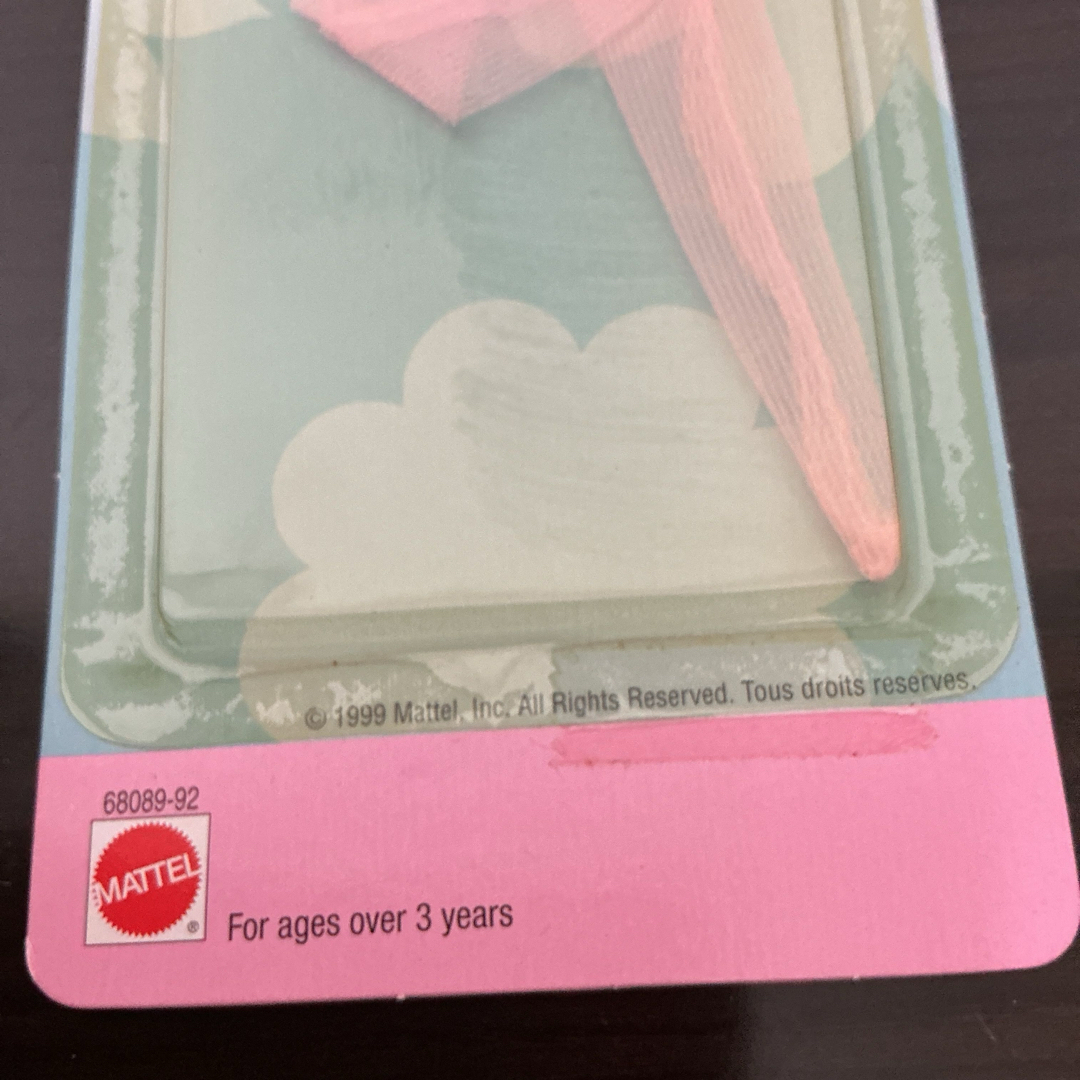 © 1999 Mattel, Inc. All Rights Reserved. Tous droits reserves.
68089-92
MATTEL
®
For ages over 3 years